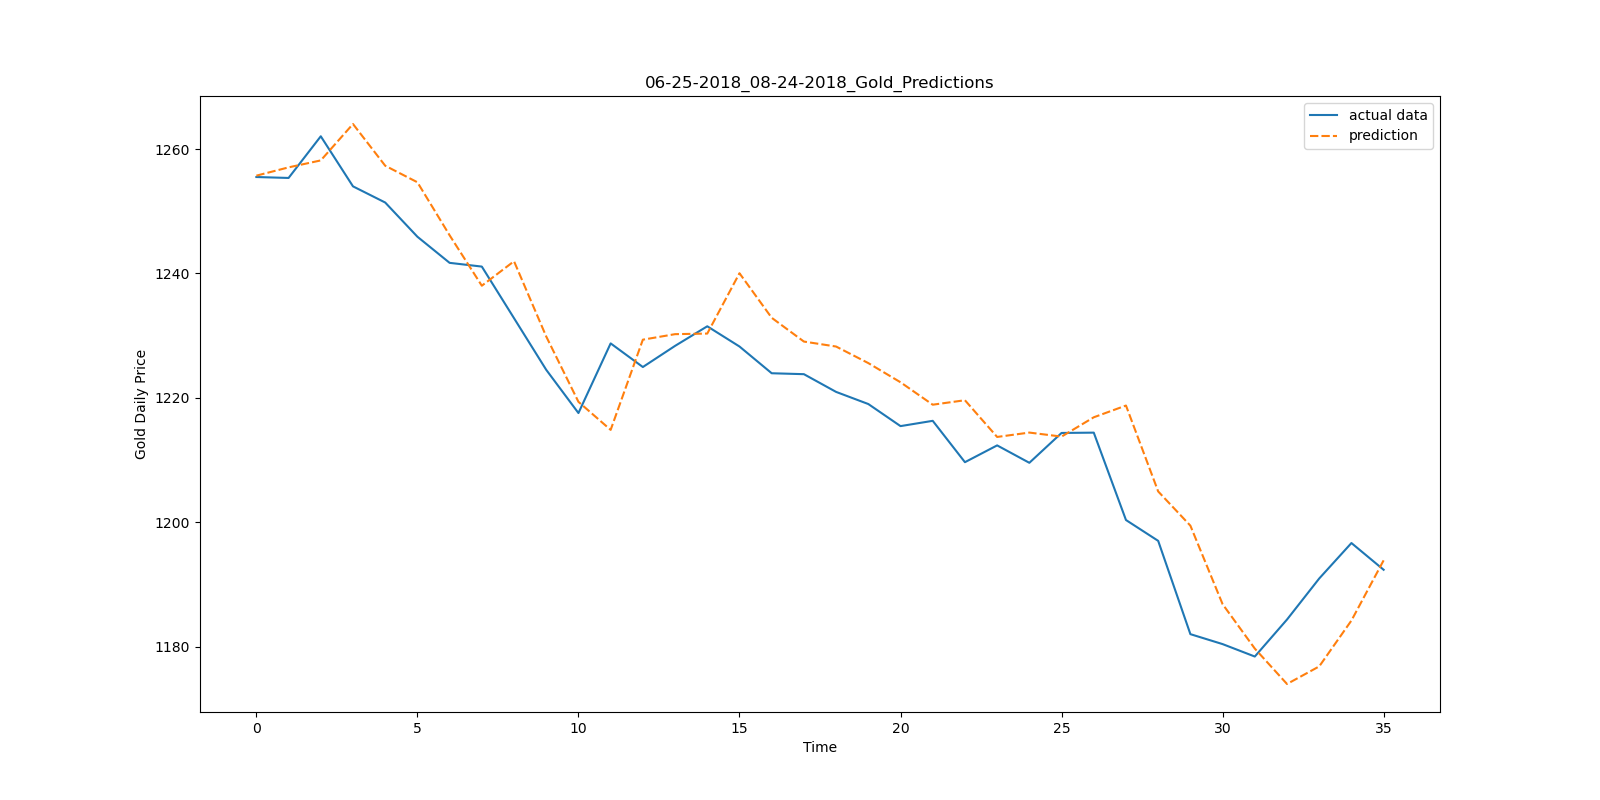 06-25-2018_08-24-2018_Gold_Predictions
actual data
prediction
Gold Daily Price
1260
1240
1220
1200
1180
0 5 10 15 20 25 30 35
Time